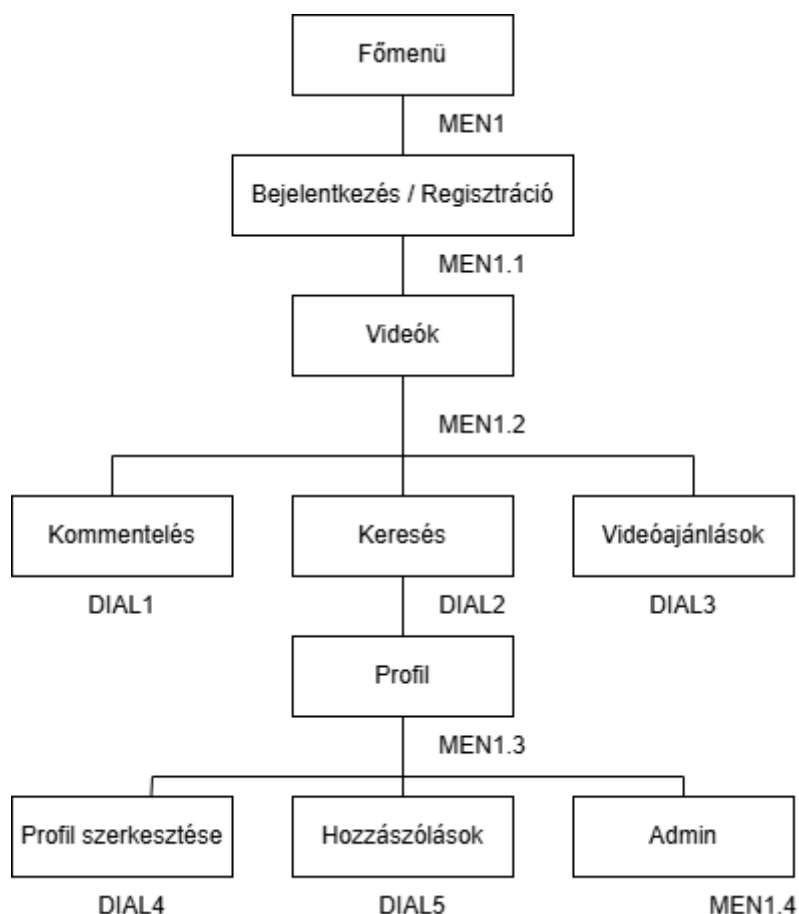 Főmenü
MEN1
Bejelentkezés / Regisztráció
MEN1.1
Videók
MEN1.2
Kommentelés
Keresés
Videóajánlások
DIAL1
DIAL2
DIAL3
Profil
MEN1.3
Profil szerkesztése
Hozzászólások
Admin
DIAL4
DIAL5
MEN1.4